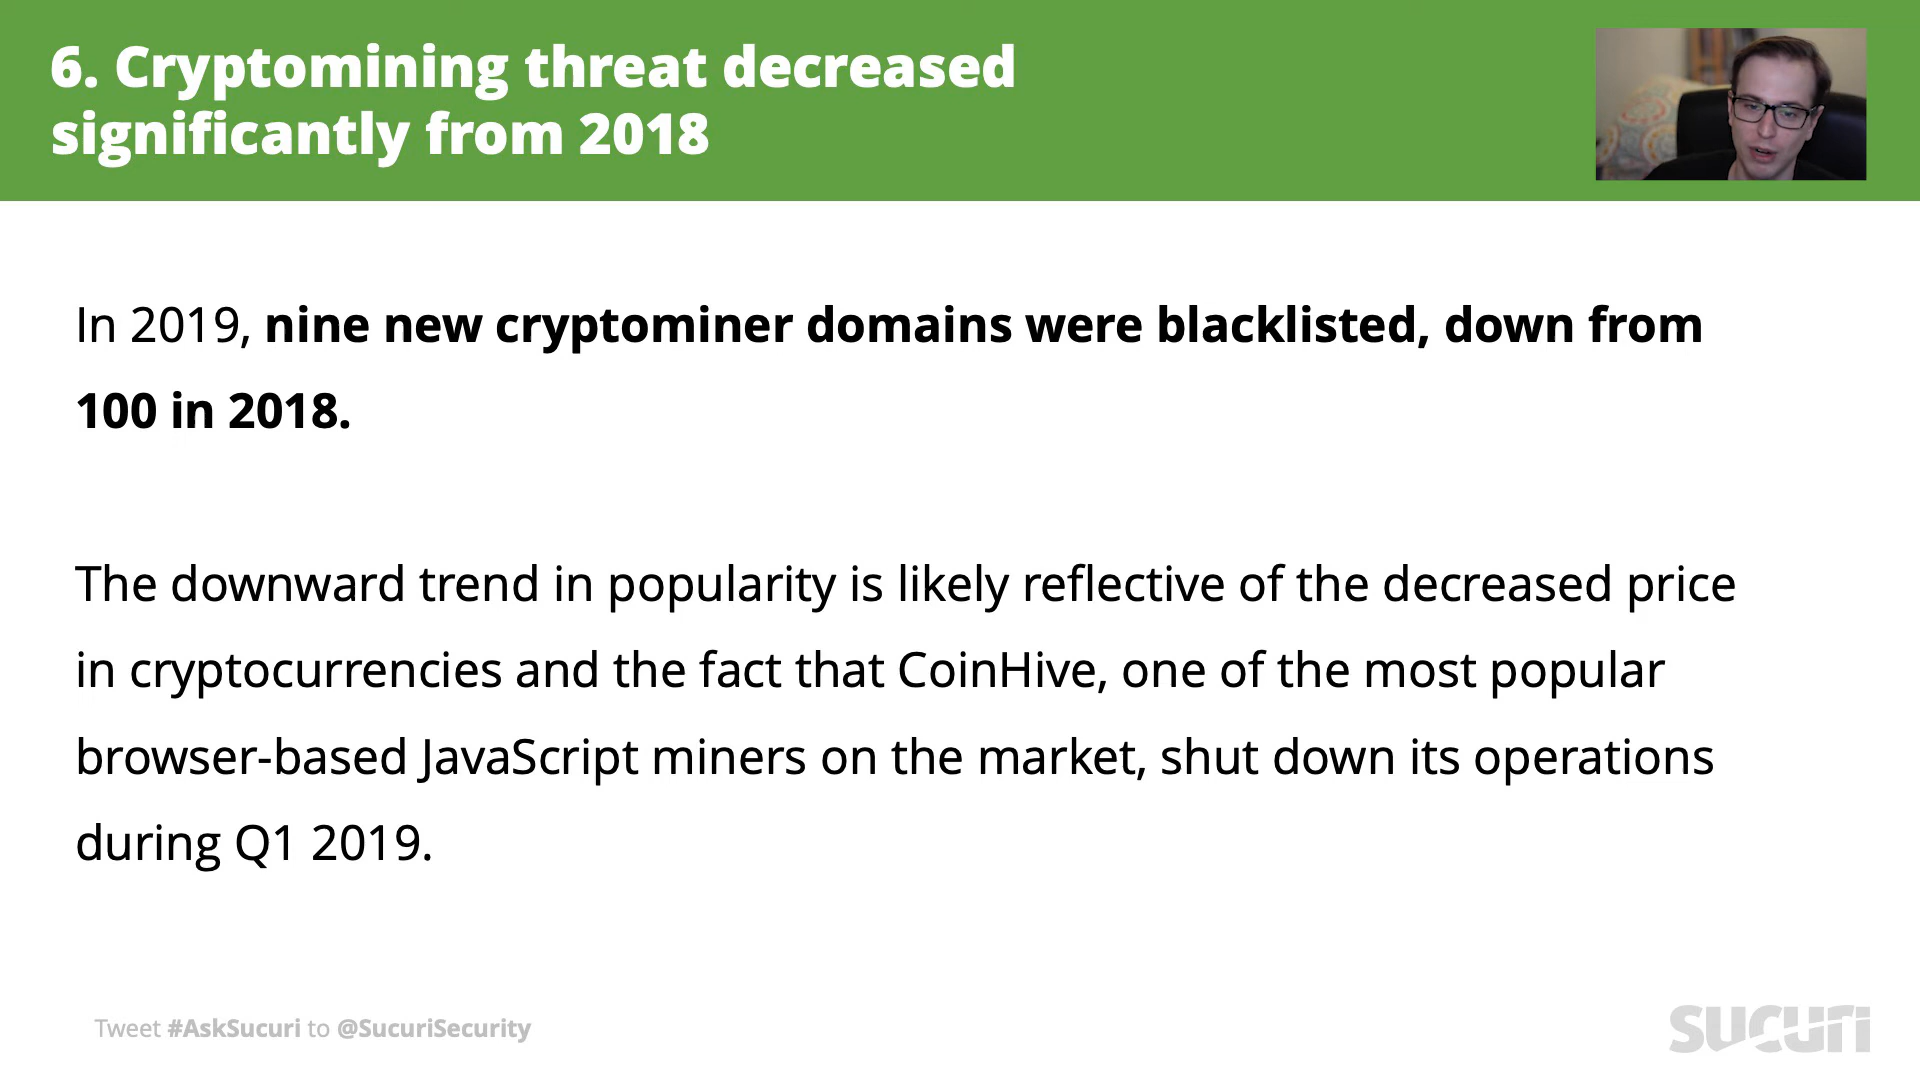 6. Cryptomining threat decreased
significantly from 2018
In 2019, nine new cryptominer domains were blacklisted, down from
100 in 2018.
The downward trend in popularity is likely reflective of the decreased price
in cryptocurrencies and the fact that CoinHive, one of the most popular
browser-based JavaScript miners on the market, shut down its operations
during Q1 2019.
Tweet #AskSucuri to @SucuriSecurity
SUCURI